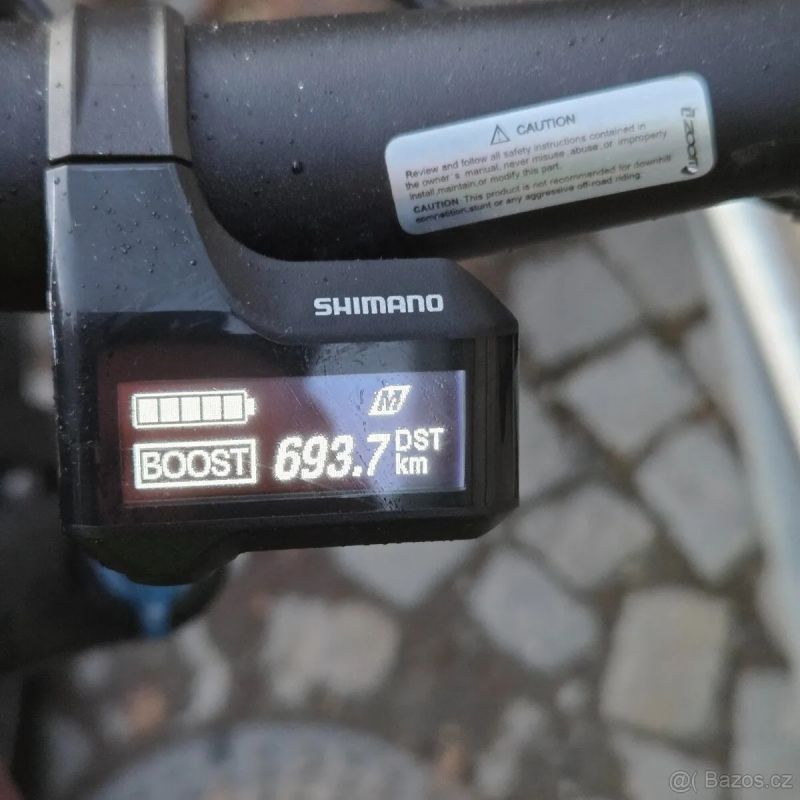 ⚠ CAUTION
Review and follow all safety instructions contained in
the owner's manual, never misuse ,abuse ,or improperly
install,maintain,or modify this part.
CAUTION: This product is not recommended for downhill
competition,stunt or any aggressive off-road riding.
zoom
SHIMANO
M
BOOST 693.7 DST
km
@( Bazos.cz